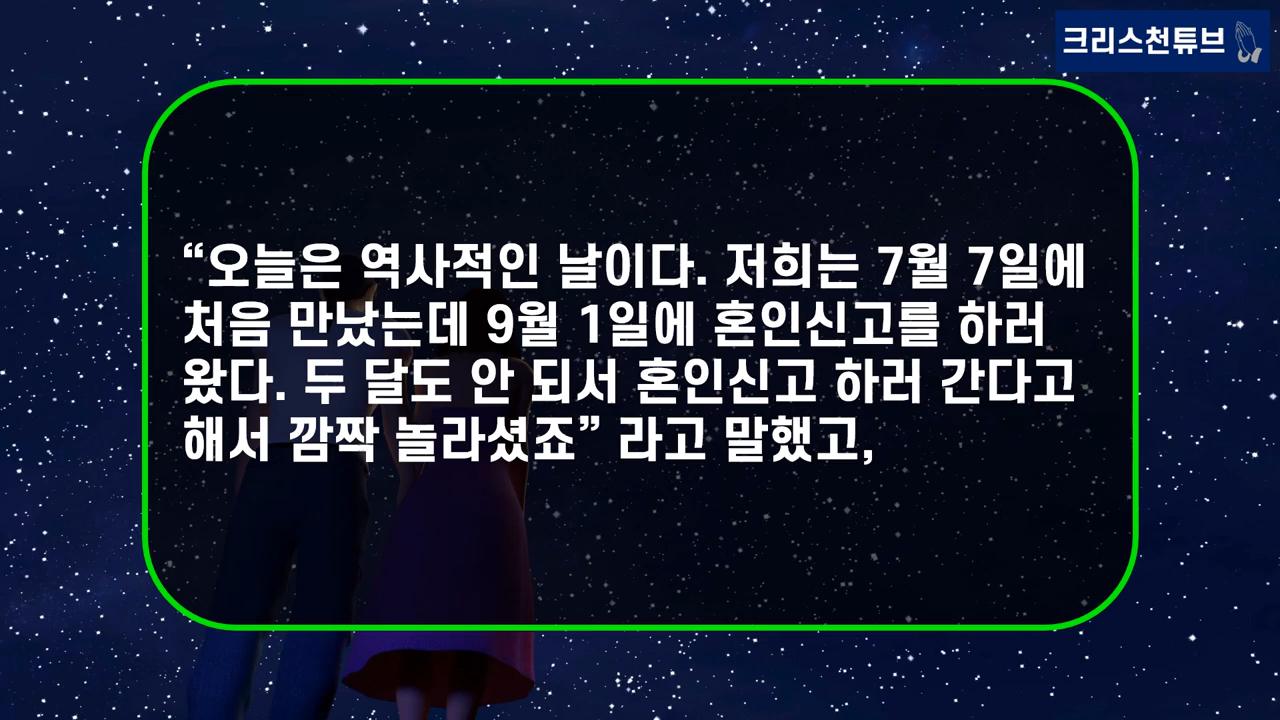 크리스천튜브
“오늘은 역사적인 날이다. 저희는 7월 7일에
처음 만났는데 9월 1일에 혼인신고를 하러
왔다. 두 달도 안 되서 혼인신고 하러 간다고
해서 깜짝 놀라셨죠” 라고 말했고,